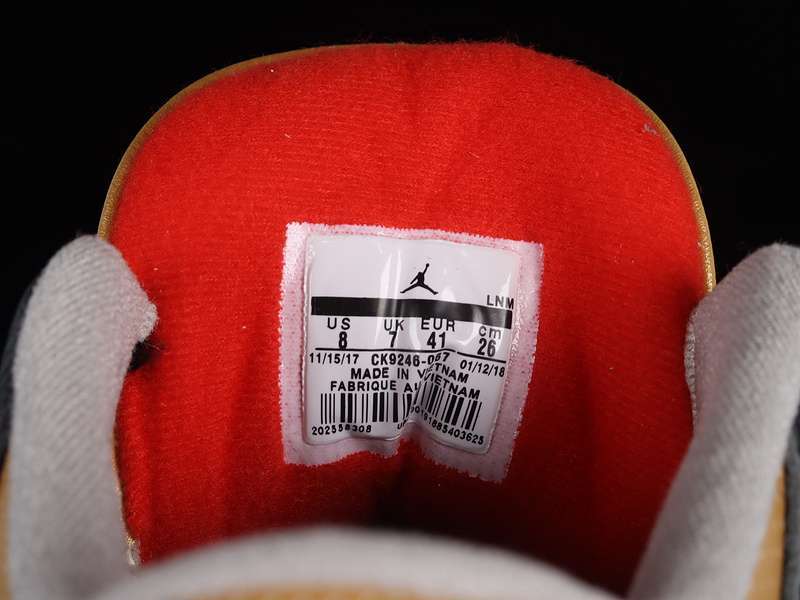 LNM
US UK EUR cm
8 7 41 26
11/15/17 CK9246-067 01/12/18
MADE IN VIETNAM
FABRIQUE AU VIETNAM
202558308